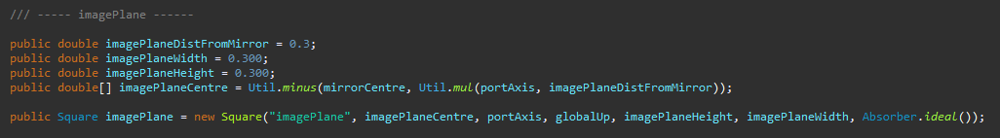 /// ----- imagePlane ------
public double imagePlaneDistFromMirror = 0.3;
public double imagePlaneWidth = 0.300;
public double imagePlaneHeight = 0.300;
public double[] imagePlaneCentre = Util.minus(mirrorCentre, Util.mul(portAxis, imagePlaneDistFromMirror));
public Square imagePlane = new Square("imagePlane", imagePlaneCentre, portAxis, globalUp, imagePlaneHeight, imagePlaneWidth, Absorber.ideal());